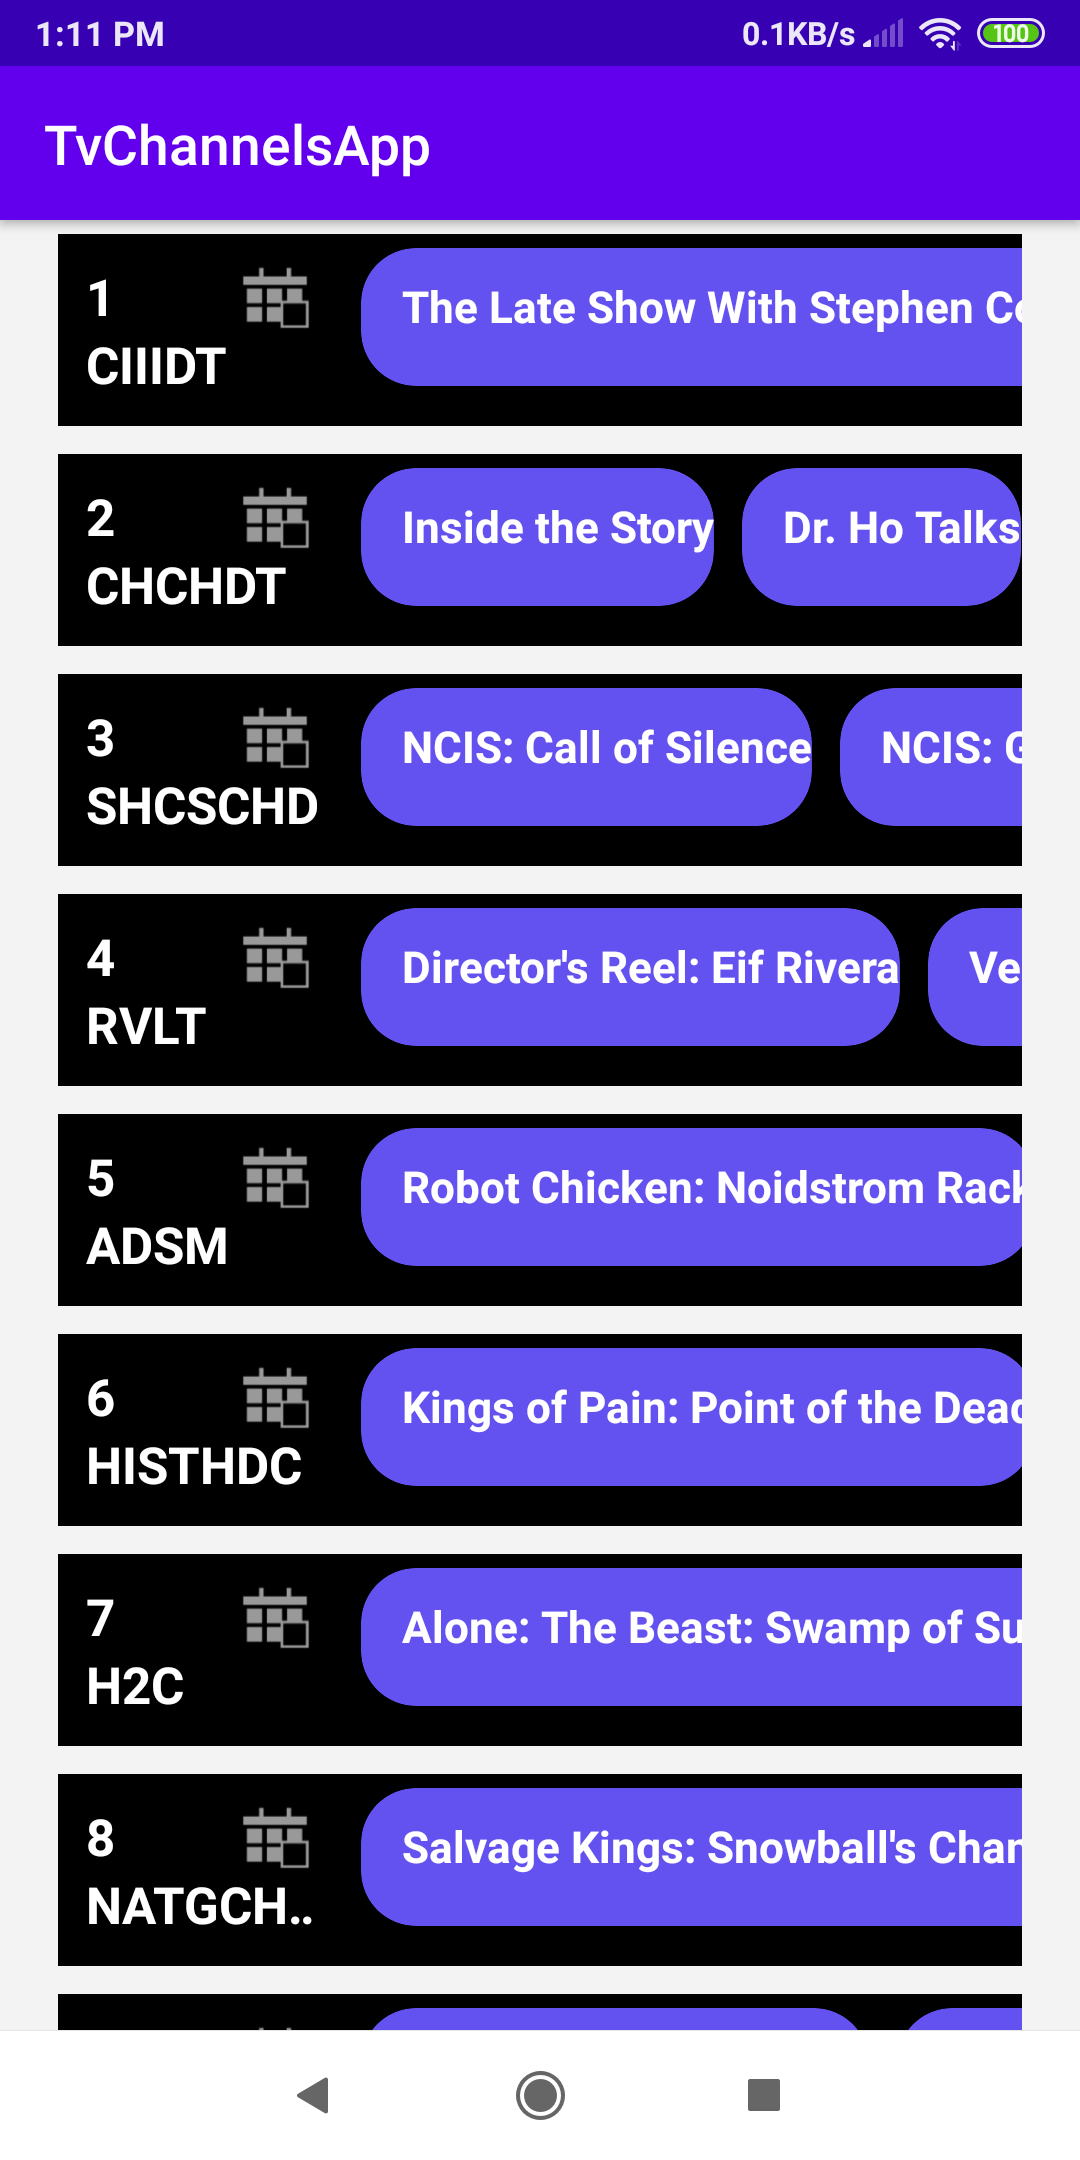 1:11 PM 0.1KB/s 100
TvChannelsApp
1 The Late Show With Stephen
CIIIDT
2 Inside the Story Dr. Ho Talks
CHCHDT
3 NCIS: Call of Silence NCIS:
SHCSCHD
4 Director's Reel: Eif Rivera Ve
RVLT
5 Robot Chicken: Noidstrom Rack
ADSM
6 Kings of Pain: Point of the Dead
HISTHDC
7 Alone: The Beast: Swamp of Su
H2C
8 Salvage Kings: Snowball's Chan
NATGCH..